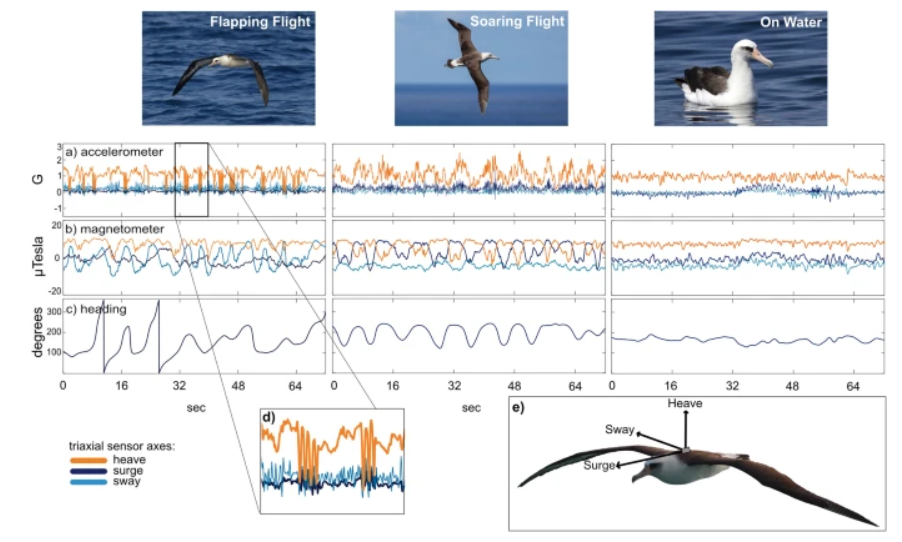 Flapping Flight
Soaring Flight
On Water
a) accelerometer
G
3
2
1
0
-1
b) magnetometer
µTesla
20
0
-20
c) heading
degrees
300
200
100
0 16 32 48 64
0 16 32 48 64
0 16 32 48 64
sec
sec
d)
e)
Heave
Sway
Surge
triaxial sensor axes:
heave
surge
sway